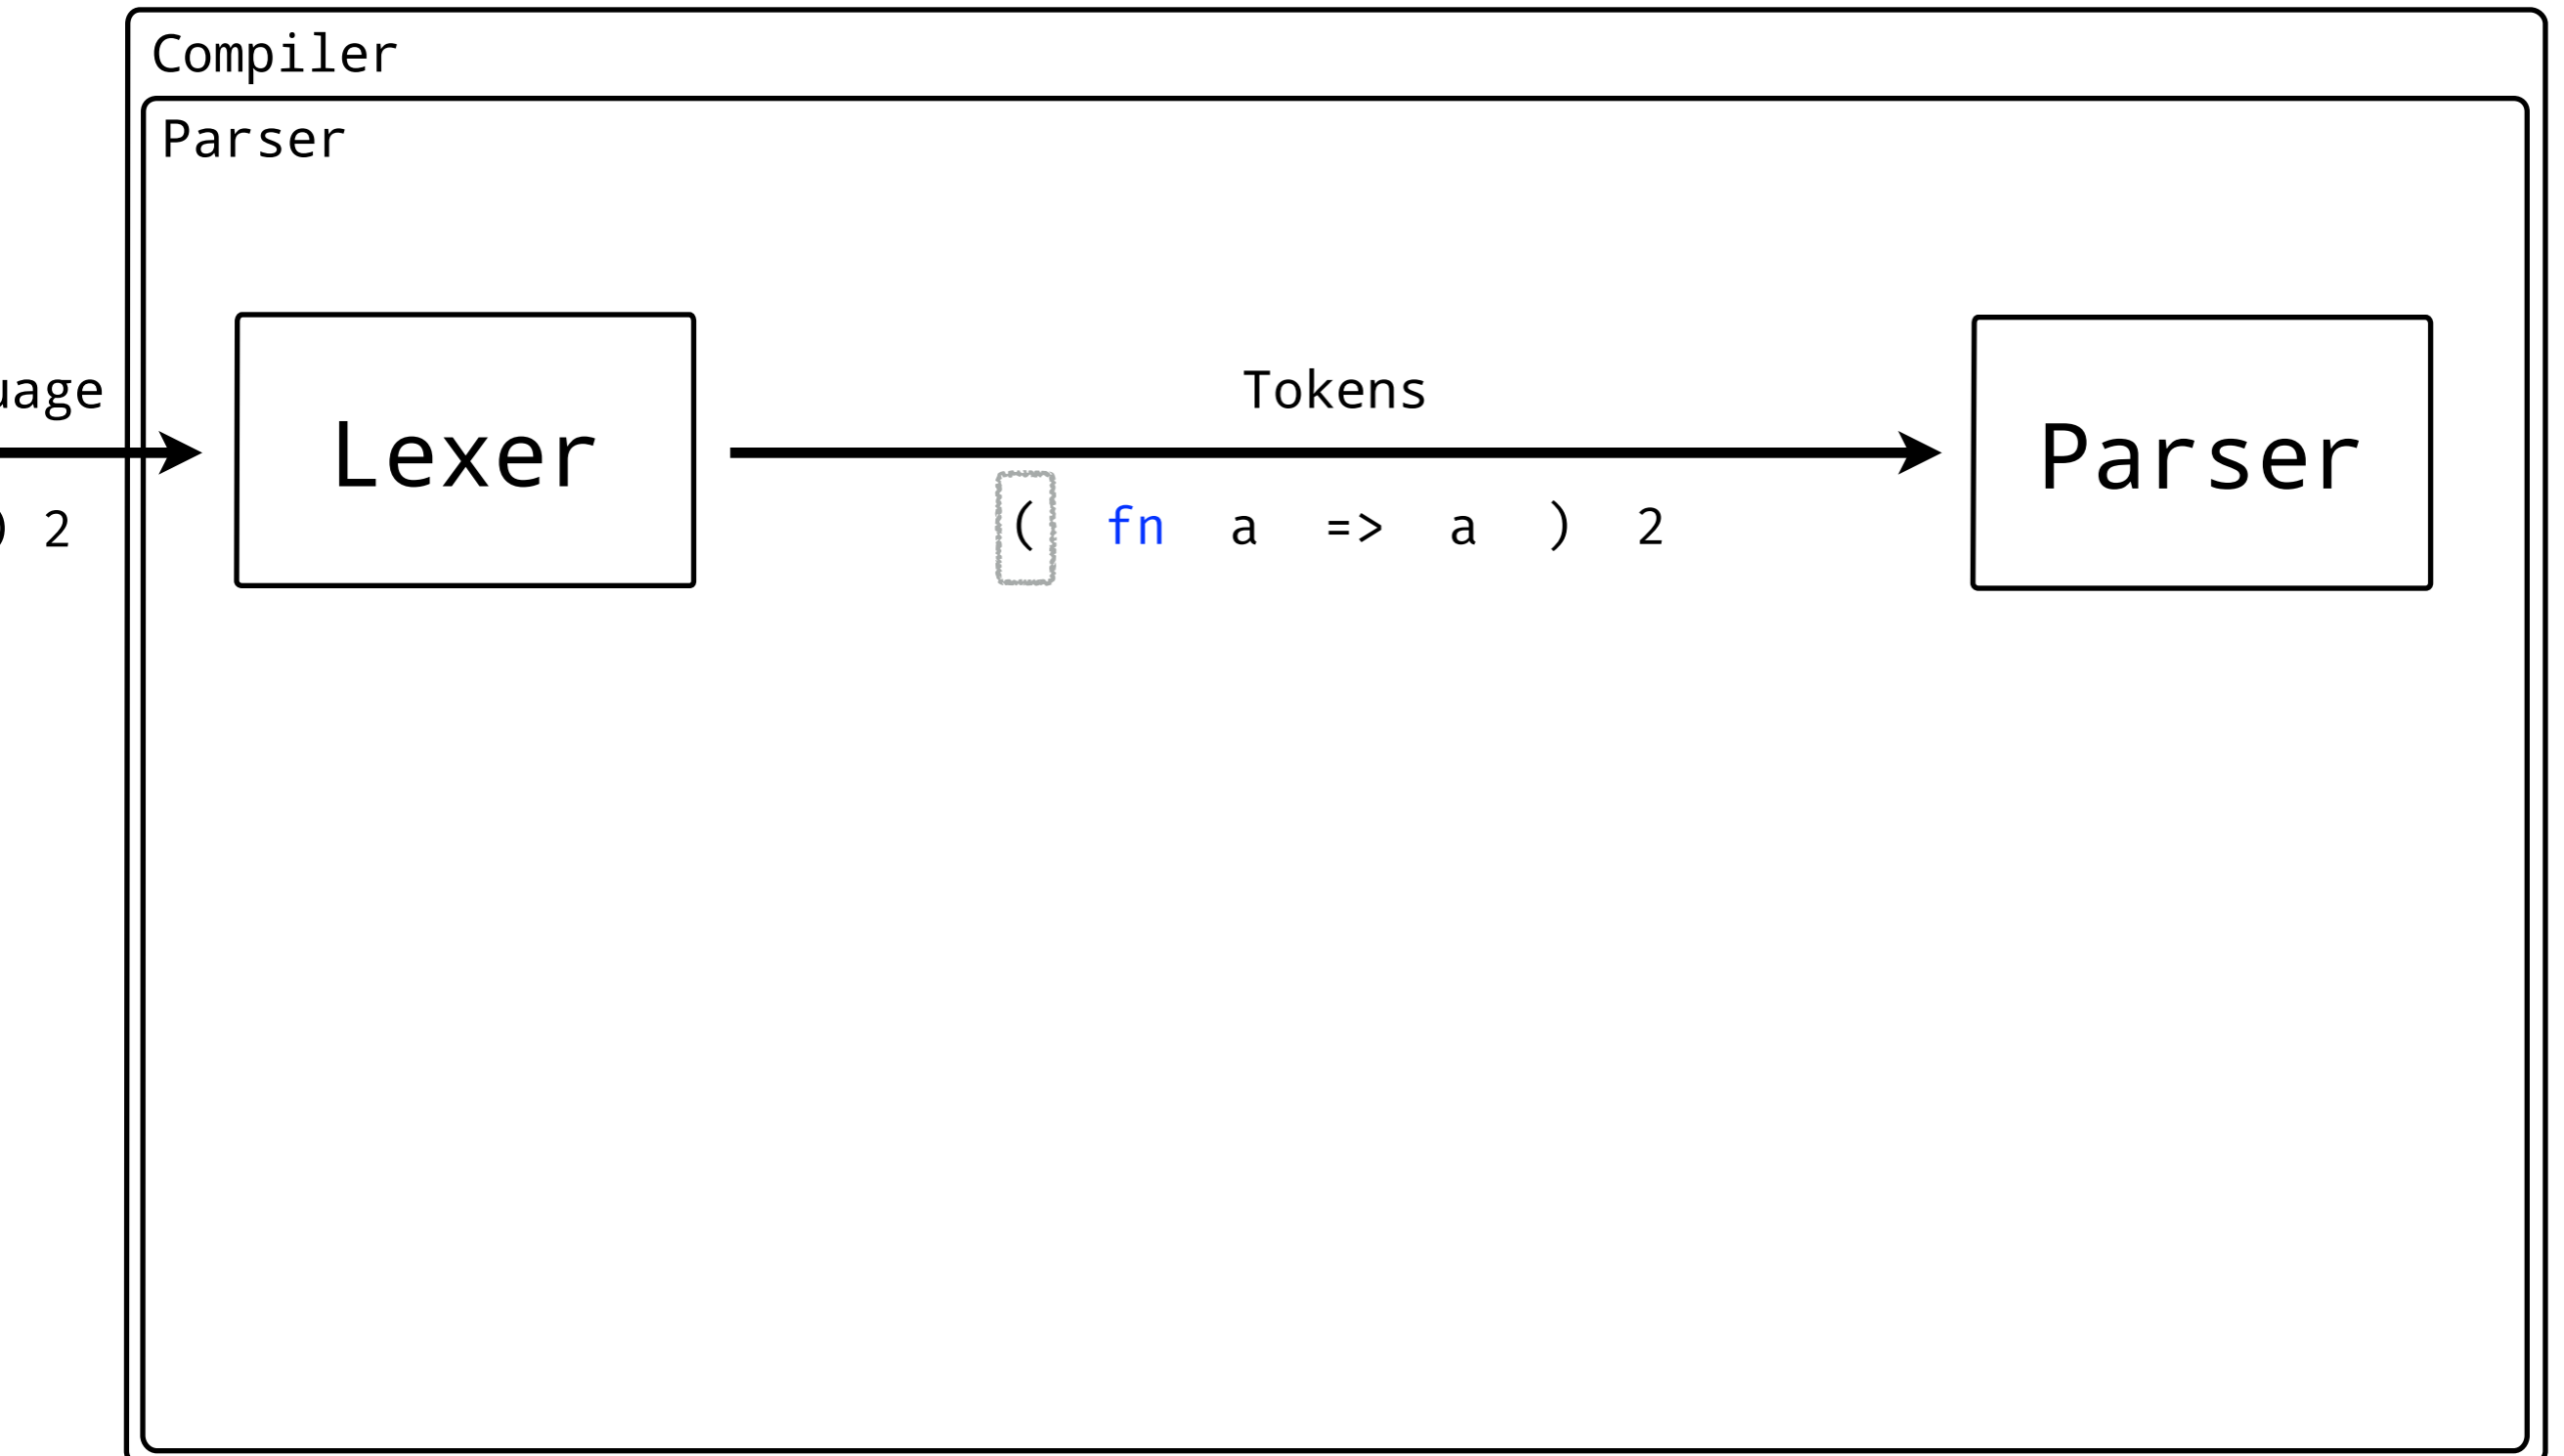 Compiler
Parser
uage
Tokens
Lexer
Parser
) 2
( fn a => a ) 2